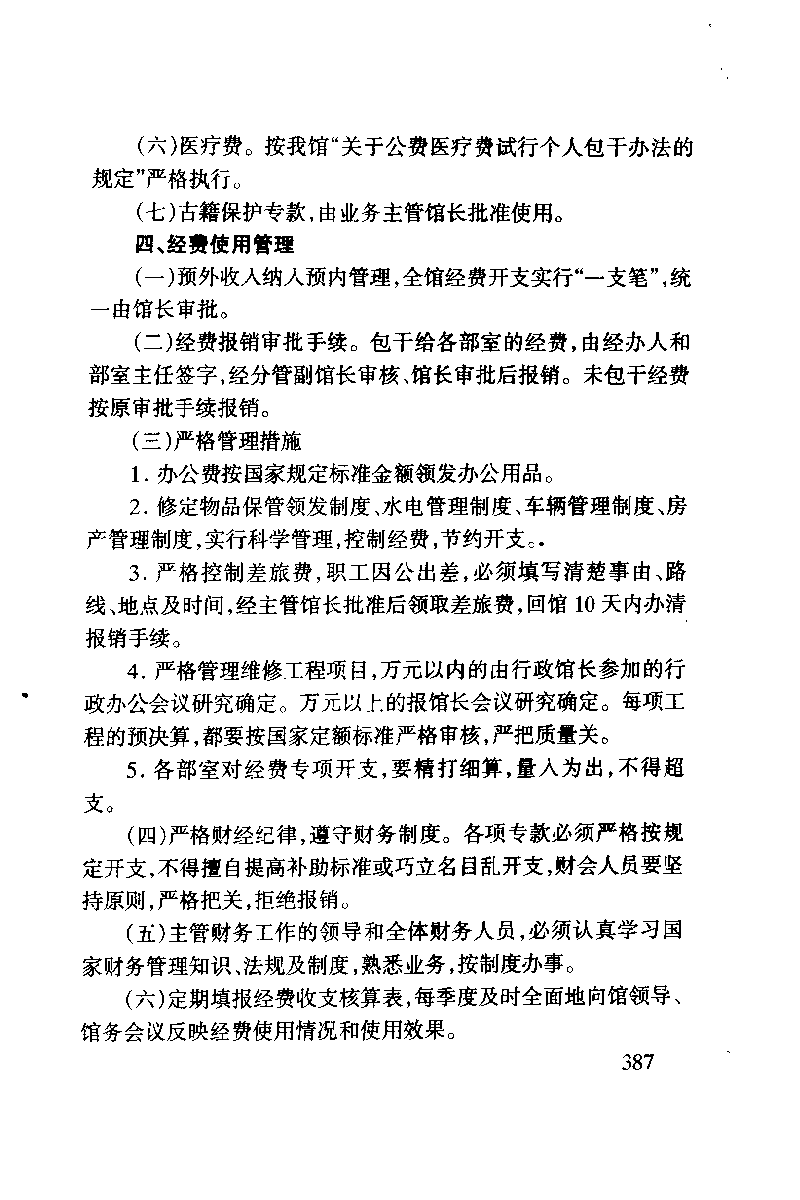 (六)医疗费。按我馆“关于公费医疗费试行个人包干办法的
规定”严格执行。
(七)古籍保护专款,由业务主管馆长批准使用。
四、经费使用管理
(一)预外收入纳入预内管理,全馆经费开支实行“一支笔”,统
一由馆长审批。
(二)经费报销审批手续。包干给各部室的经费,由经办人和
部室主任签字,经分管副馆长审核、馆长审批后报销。未包干经费
按原审批手续报销。
(三)严格管理措施
1. 办公费按国家规定标准金额领发办公用品。
2. 修定物品保管领发制度、水电管理制度、车辆管理制度、房
产管理制度,实行科学管理,控制经费,节约开支。
3. 严格控制差旅费,职工因公出差,必须填写清楚事由、路
线、地点及时间,经主管馆长批准后领取差旅费,回馆 10 天内办清
报销手续。
4. 严格管理维修工程项目,万元以内的由行政馆长参加的行
政办公会议研究确定。万元以上的报馆长会议研究确定。每项工
程的预决算,都要按国家定额标准严格审核,严把质量关。
5. 各部室对经费专项开支,要精打细算,量入为出,不得超
支。
(四)严格财经纪律,遵守财务制度。各项专款必须严格按规
定开支,不得擅自提高补助标准或巧立名目乱开支,财会人员要坚
持原则,严格把关,拒绝报销。
(五)主管财务工作的领导和全体财务人员,必须认真学习国
家财务管理知识、法规及制度,熟悉业务,按制度办事。
(六)定期填报经费收支核算表,每季度及时全面地向馆领导、
馆务会议反映经费使用情况和使用效果。
387